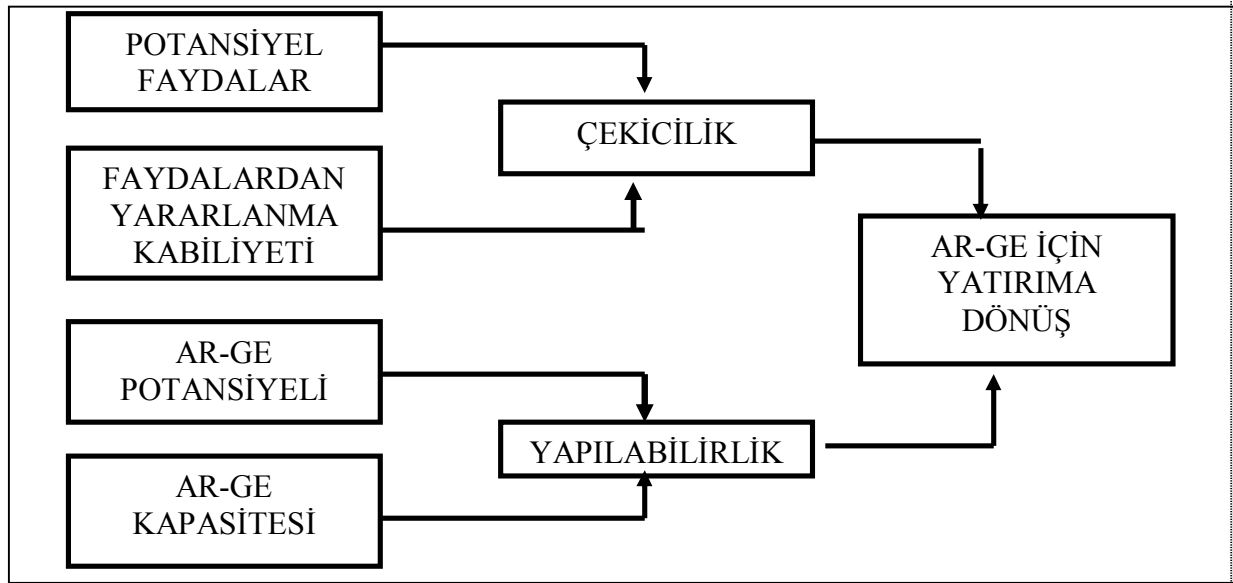 POTANSİYEL
FAYDALAR
ÇEKİCİLİK
FAYDALARDAN
YARARLANMA
KABİLİYETİ
AR-GE İÇİN
YATIRIMA
DÖNÜŞ
AR-GE
POTANSİYELİ
YAPILABİLİRLİK
AR-GE
KAPASİTESİ